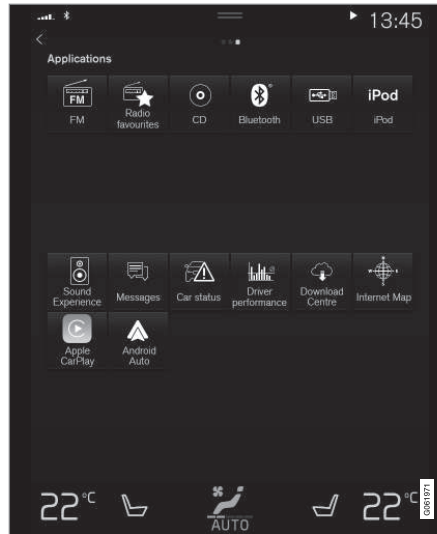 13:45
Applications
FM
FM
Radio
favourites
CD
Bluetooth
USB
iPod
iPod
Sound
Experience
Messages
Car status
Driver
performance
Download
Centre
Internet Map
Apple
CarPlay
Android
Auto
22°C
AUTO
22°C
G061971